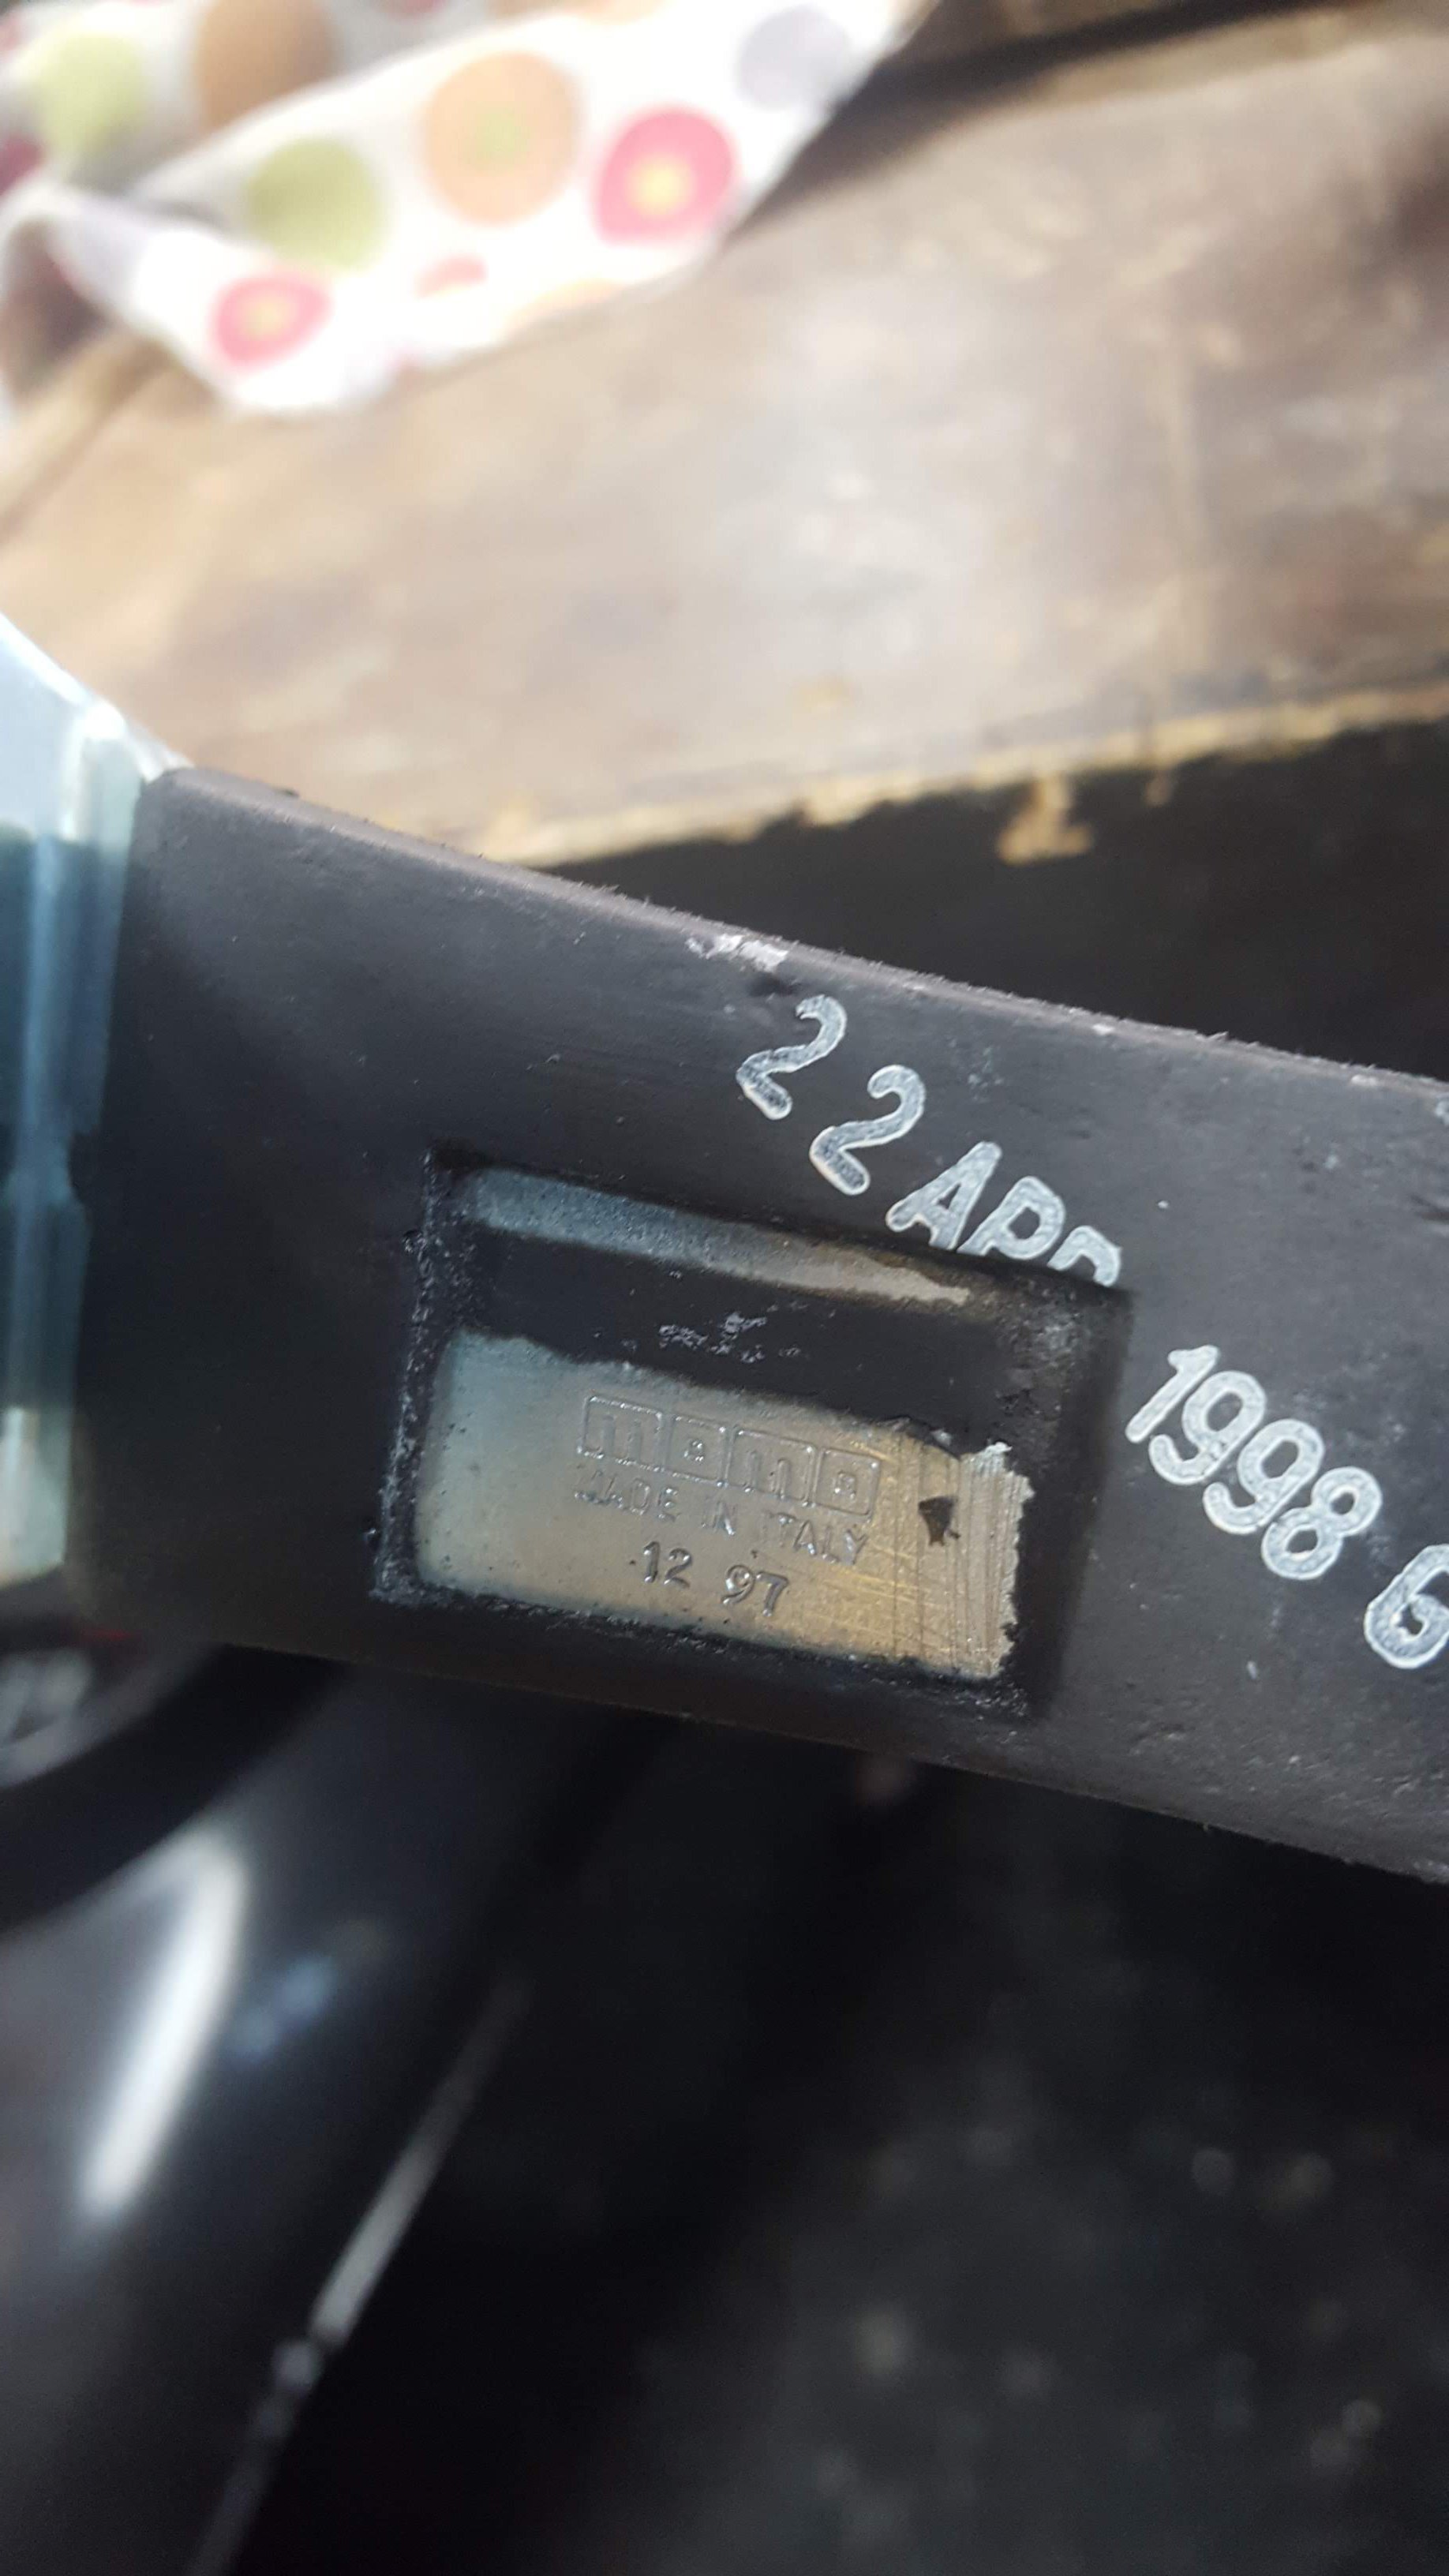 22 APR
1998 G
momo
MADE IN ITALY
12 97